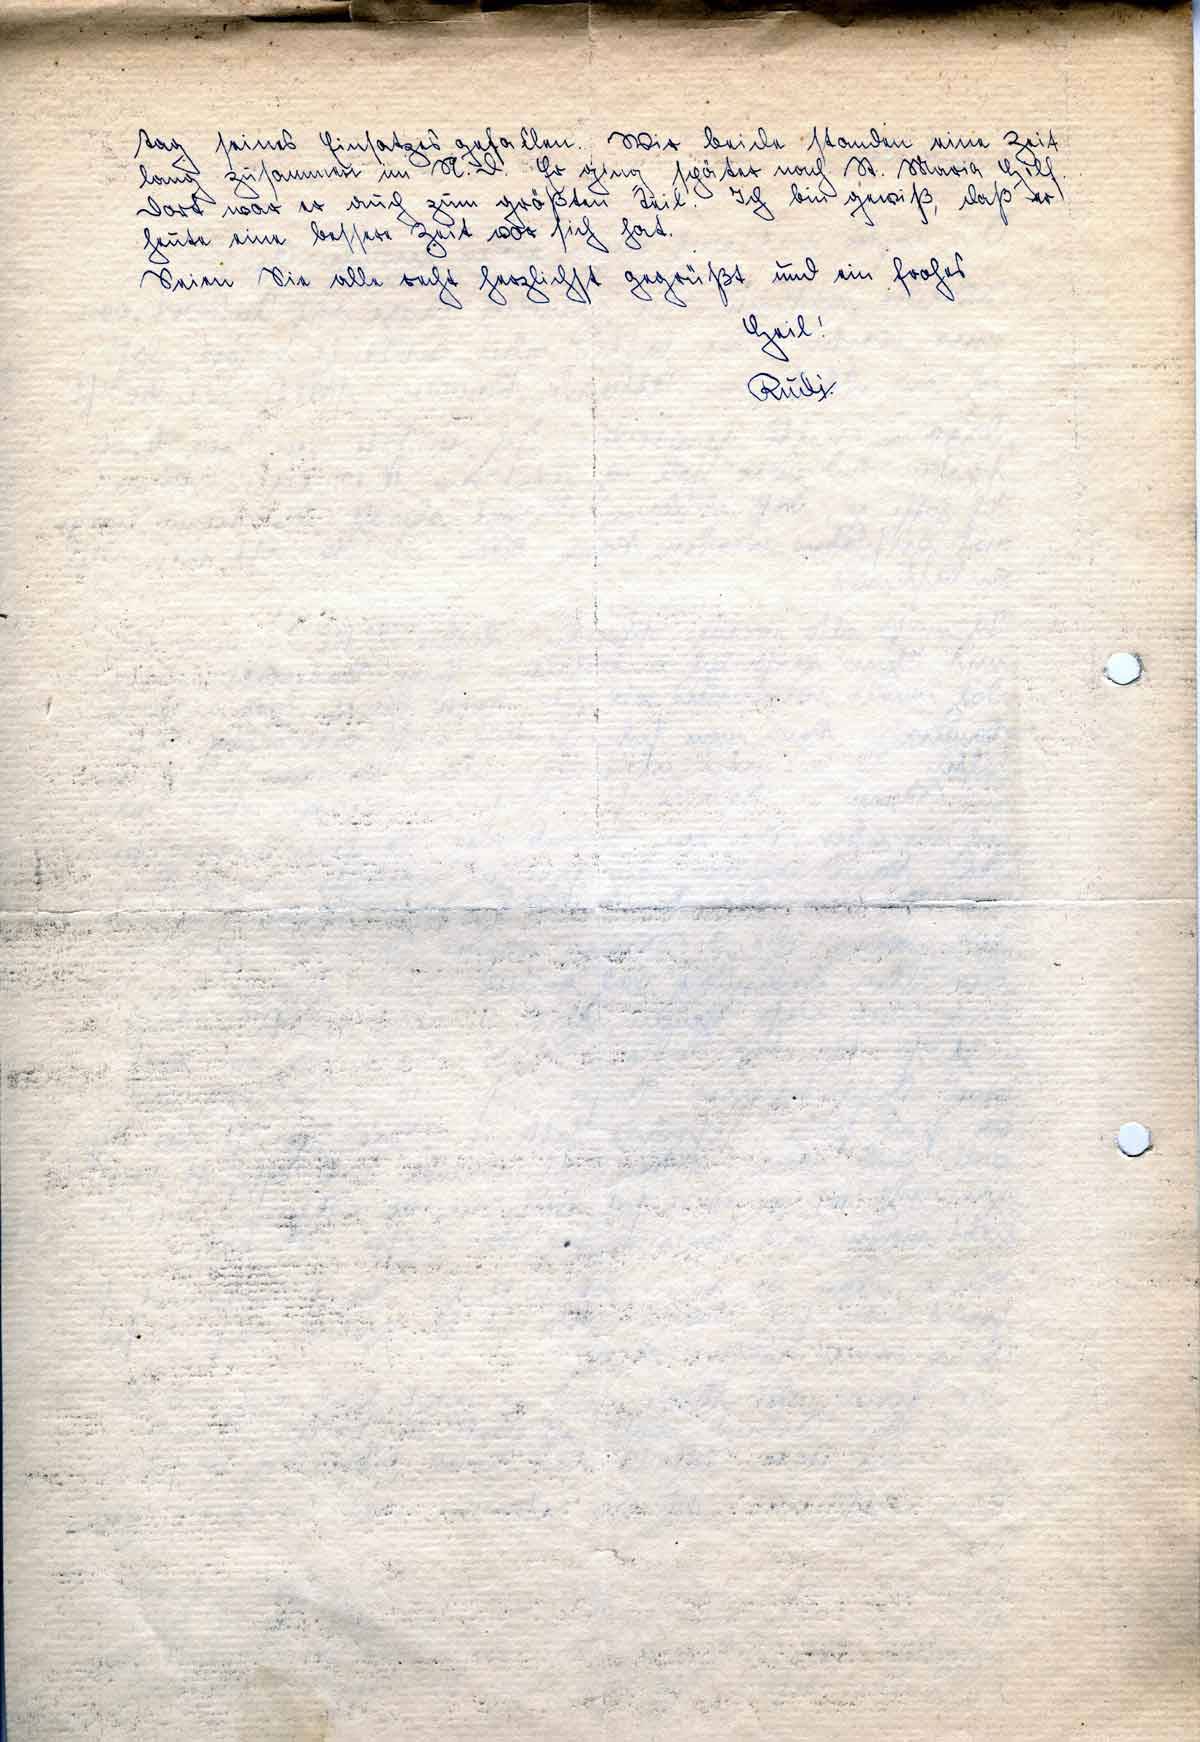 tag seines Einsatzes gefallen. Wir beide standen eine Zeit
lang zusammen im N.D. Er ging später nach St. Maria Hilf.
Dort war er auch zum größten Teil. Ich bin gewiß, daß er
heute eine bessere Zeit vor sich hat.
Seien Sie alle recht herzlichst gegrüßt und ein frohes
Heil!
Rudi.